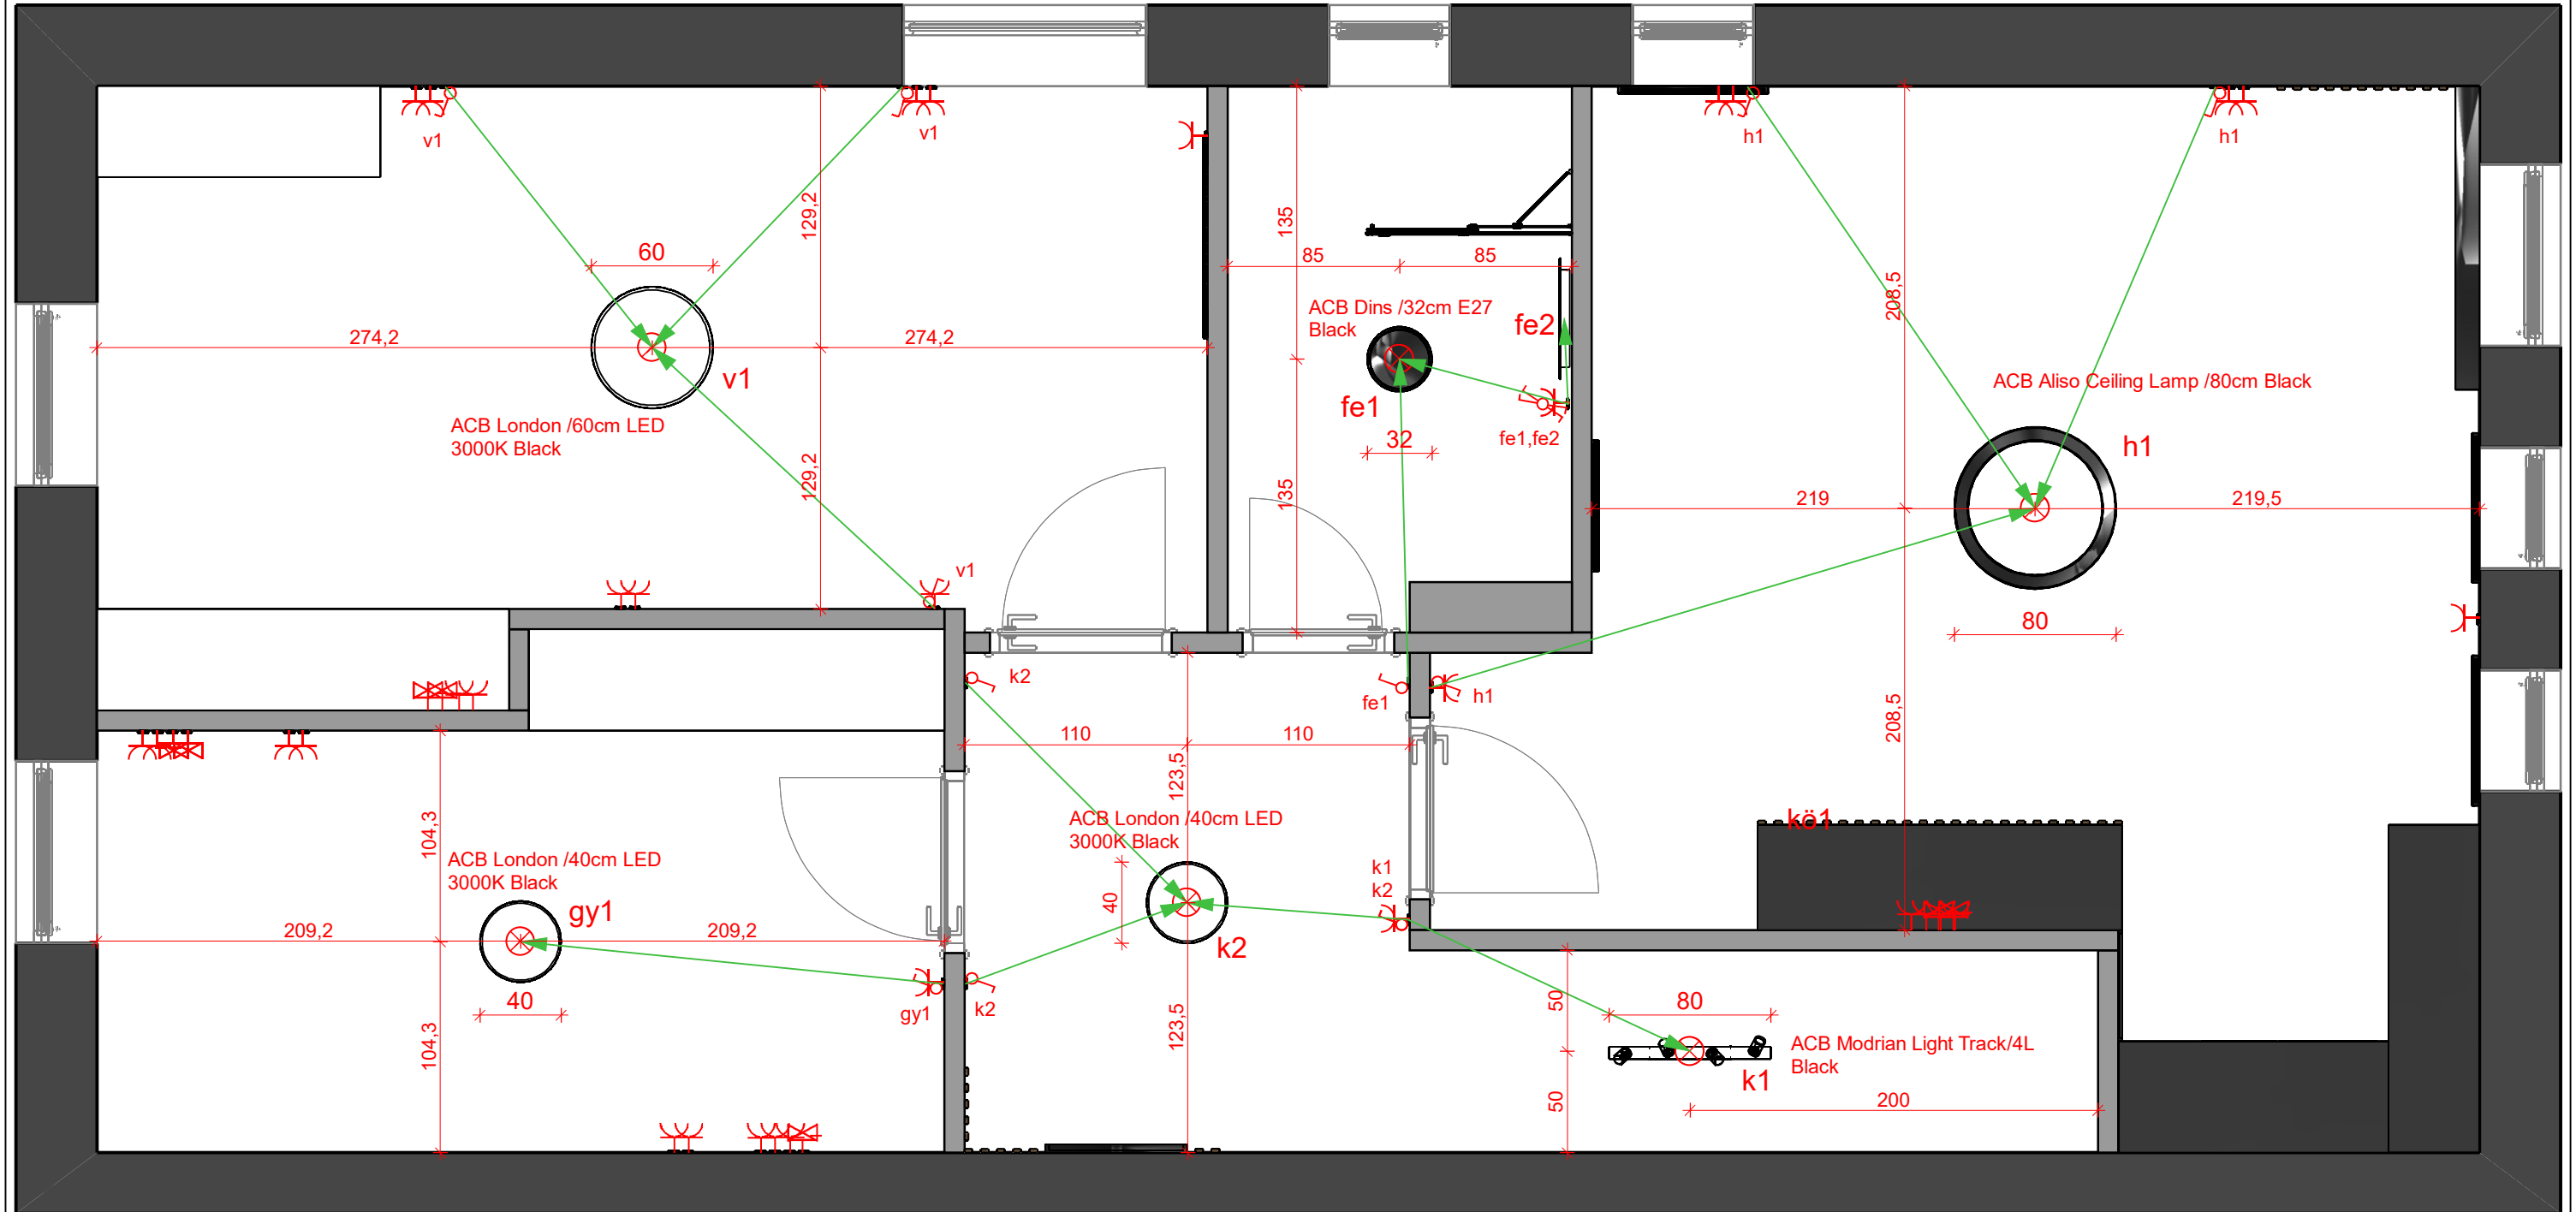 v1
v1
h1
h1
129,2
135
60
85
85
208,5
ACB Dins /32cm E27
Black
fe2
274,2
274,2
v1
fe1
ACB Aliso Ceiling Lamp /80cm Black
ACB London /60cm LED
3000K Black
32
fe1,fe2
h1
129,2
135
219
219,5
v1
80
k2
fe1
h1
110
110
123,5
208,5
104,3
ACB London /40cm LED
3000K Black
kö1
ACB London /40cm LED
3000K Black
k1
k2
40
gy1
209,2
209,2
k2
40
gy1
k2
50
80
104,3
123,5
ACB Modrian Light Track/4L
Black
k1
50
200